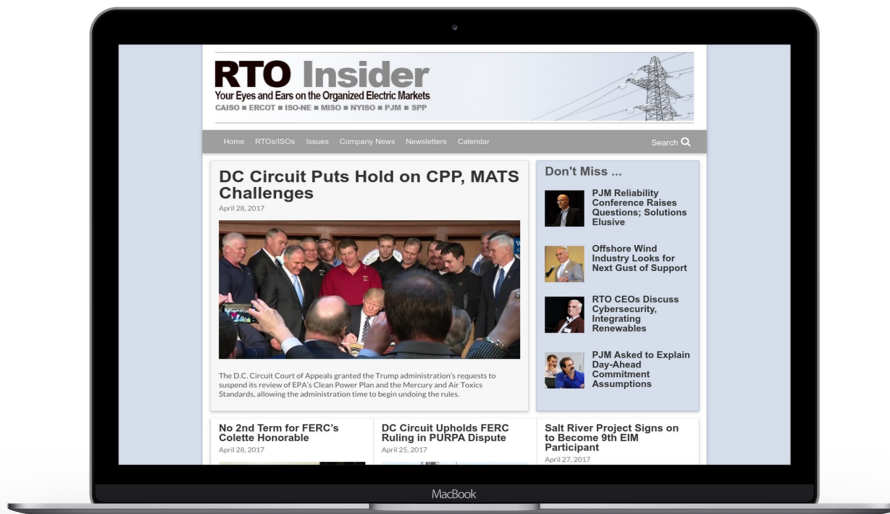 RTO Insider
Your Eyes and Ears on the Organized Electric Markets
CAISO ■ ERCOT ■ ISO-NE ■ MISO ■ NYISO ■ PJM ■ SPP
Home RTOs/ISOs Issues Company News Newsletters Calendar Search
DC Circuit Puts Hold on CPP, MATS
Challenges
April 28, 2017
The D.C. Circuit Court of Appeals granted the Trump administration's requests to
suspend its review of EPA's Clean Power Plan and the Mercury and Air Toxics
Standards, allowing the administration time to begin undoing the rules.
Don't Miss ...
PJM Reliability
Conference Raises
Questions; Solutions
Elusive
Offshore Wind
Industry Looks for
Next Gust of Support
RTO CEOs Discuss
Cybersecurity,
Integrating
Renewables
PJM Asked to Explain
Day-Ahead
Commitment
Assumptions
No 2nd Term for FERC's
Colette Honorable
April 28, 2017
DC Circuit Upholds FERC
Ruling in PURPA Dispute
April 25, 2017
Salt River Project Signs on
to Become 9th EIM
Participant
April 27, 2017
MacBook